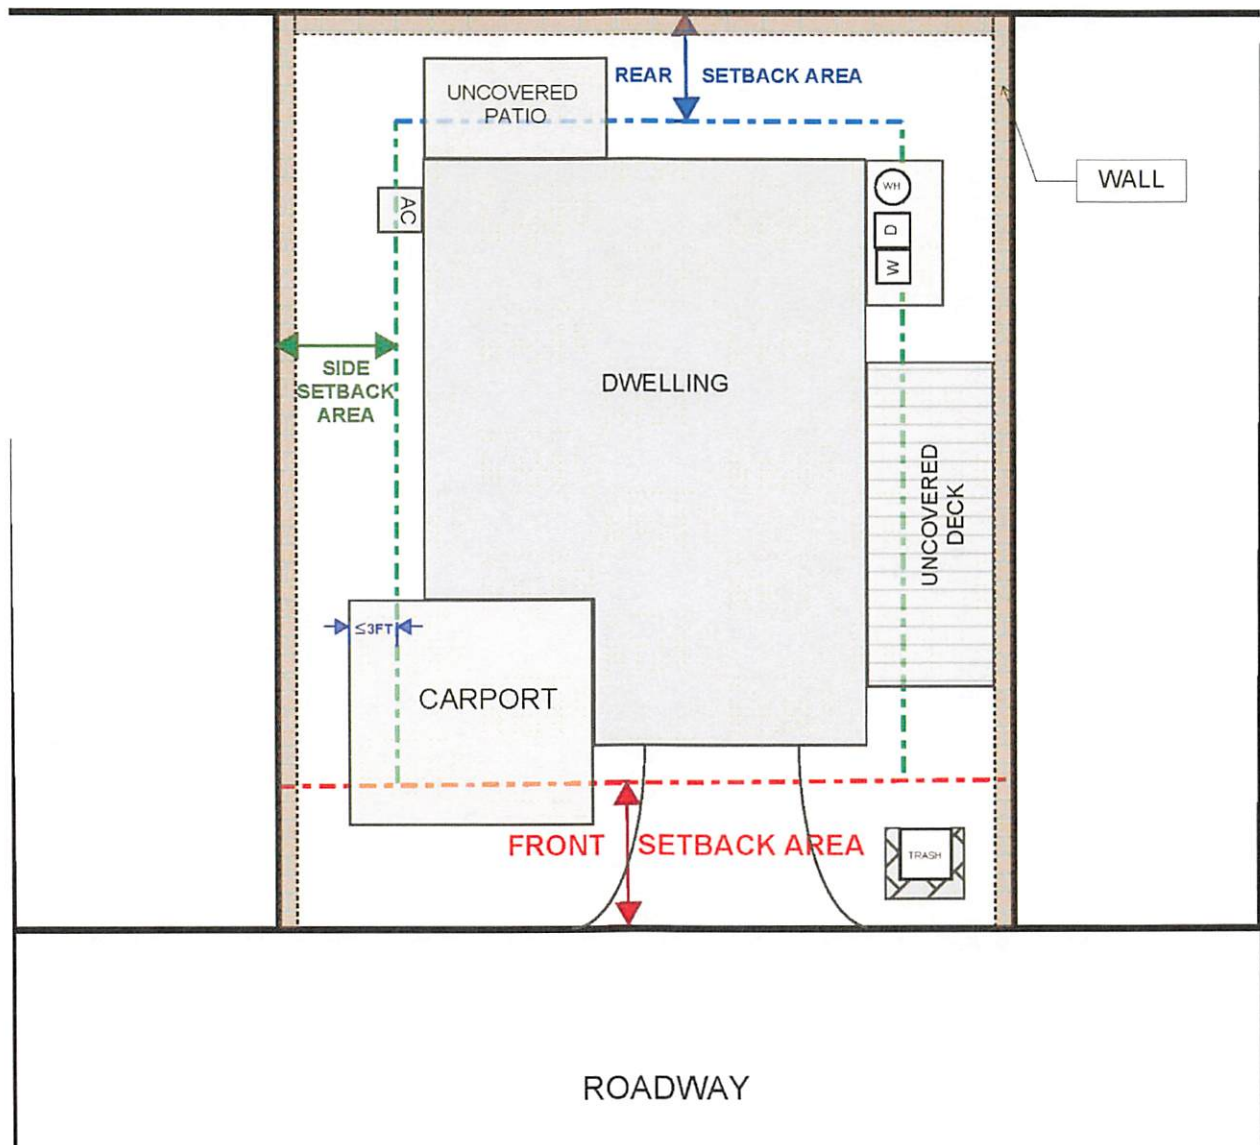 REAR SETBACK AREA
UNCOVERED
PATIO
WALL
WH
AC
D
W
SIDE
SETBACK
AREA
DWELLING
UNCOVERED
DECK
≤3FT
CARPORT
FRONT SETBACK AREA
TRASH
ROADWAY